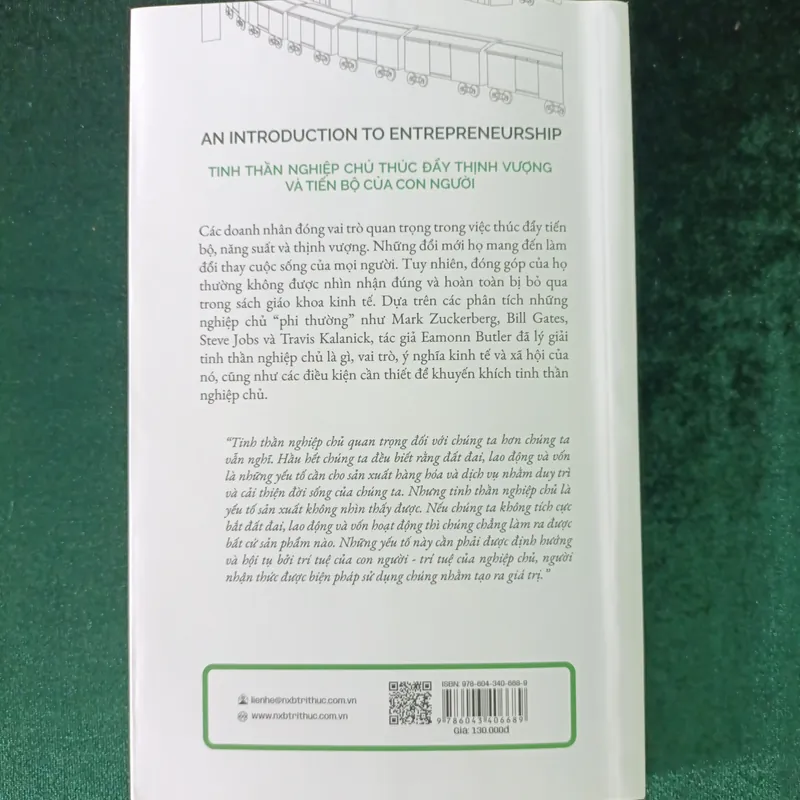 AN INTRODUCTION TO ENTREPRENEURSHIP
TINH THẦN NGHIỆP CHỦ THÚC ĐẨY THỊNH VƯỢNG
VÀ TIẾN BỘ CỦA CON NGƯỜI
Các doanh nhân đóng vai trò quan trọng trong việc thúc đẩy tiến
bộ, năng suất và thịnh vượng. Những đổi mới họ mang đến làm
đổi thay cuộc sống của mọi người. Tuy nhiên, đóng góp của họ
thường không được nhìn nhận đúng và hoàn toàn bị bỏ qua
trong sách giáo khoa kinh tế. Dựa trên các phân tích những
nghiệp chủ “phi thường” như Mark Zuckerberg, Bill Gates,
Steve Jobs và Travis Kalanick, tác giả Eamonn Butler đã lý giải
tinh thần nghiệp chủ là gì, vai trò, ý nghĩa kinh tế và xã hội của
nó, cũng như các điều kiện cần thiết để khuyến khích tinh thần
nghiệp chủ.
“Tinh thần nghiệp chủ quan trọng đối với chúng ta hơn chúng ta
vẫn nghĩ. Hầu hết chúng ta đều biết rằng đất đai, lao động và vốn
là những yếu tố cần cho sản xuất hàng hóa và dịch vụ nhằm duy trì
và cải thiện đời sống của chúng ta. Nhưng tinh thần nghiệp chủ là
yếu tố sản xuất không nhìn thấy được. Nếu chúng ta không tích cực
bắt đất đai, lao động và vốn hoạt động thì chúng chẳng làm ra được
bất cứ sản phẩm nào. Những yếu tố này cần phải được định hướng
và hội tụ bởi trí tuệ của con người - trí tuệ của nghiệp chủ, người
nhận thức được biện pháp sử dụng chúng nhằm tạo ra giá trị.”
lienhe@nxbtrithuc.com.vn
www.nxbtrithuc.com.vn
ISBN: 978-604-340-668-9
9 786043 406689
Giá: 130.000đ